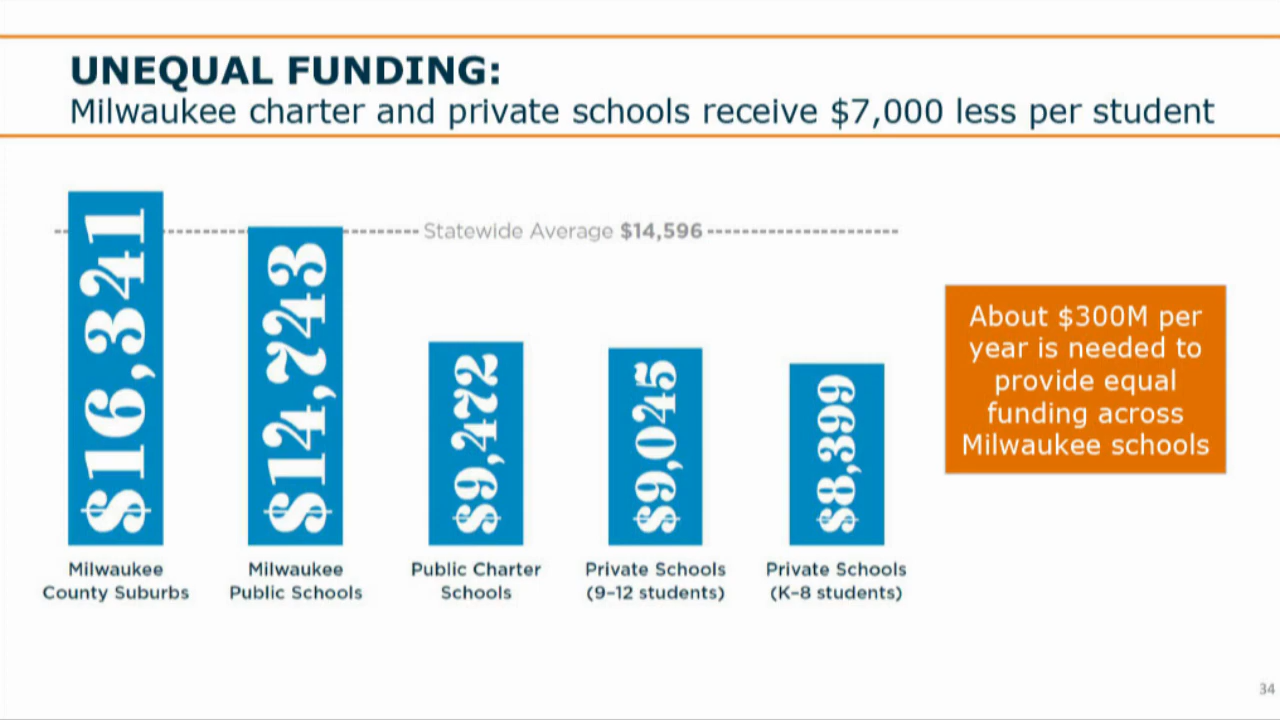 UNEQUAL FUNDING:
Milwaukee charter and private schools receive $7,000 less per student
Statewide Average $14,596
$16,341
$14,743
$9,472
$9,045
$8,399
Milwaukee
County Suburbs
Milwaukee
Public Schools
Public Charter
Schools
Private Schools
(9–12 students)
Private Schools
(K–8 students)
About $300M per
year is needed to
provide equal
funding across
Milwaukee schools
34